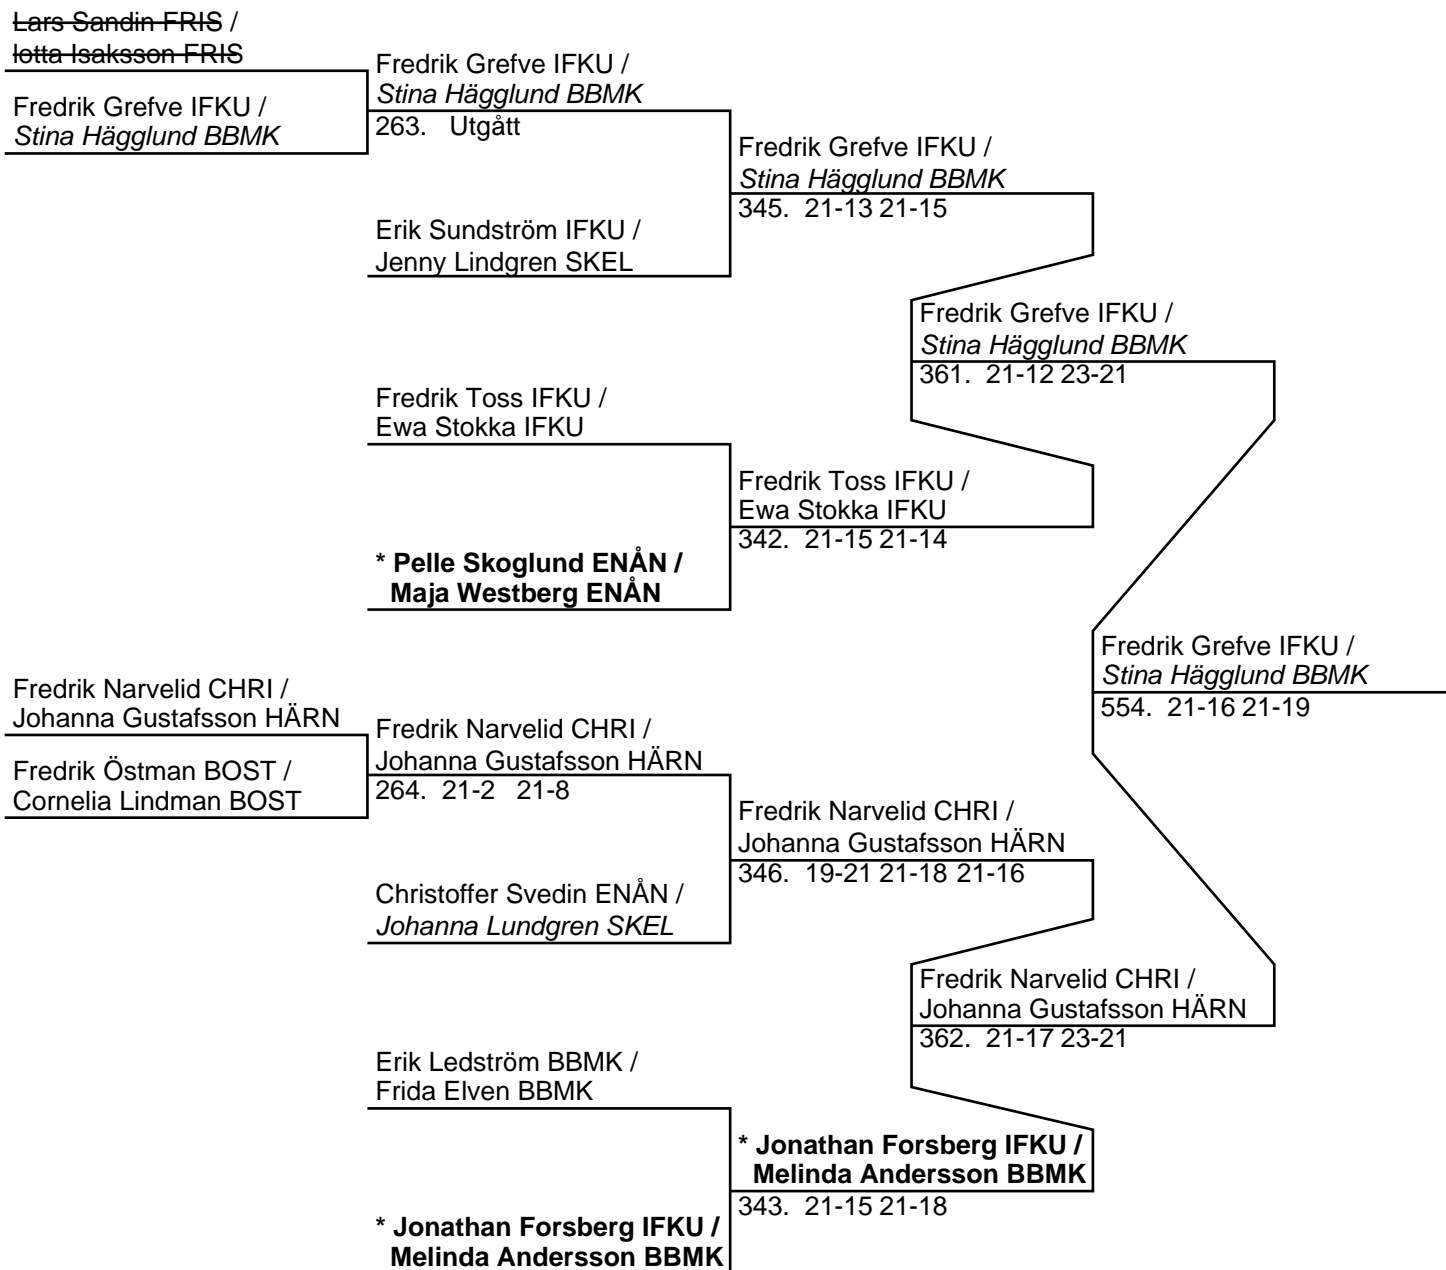 Lars Sandin FRIS /
lotta Isaksson FRIS
Fredrik Grefve IFKU /
Stina Hägglund BBMK
Fredrik Grefve IFKU /
Stina Hägglund BBMK
263. Utgått
Erik Sundström IFKU /
Jenny Lindgren SKEL
Fredrik Grefve IFKU /
Stina Hägglund BBMK
345. 21-13 21-15
Fredrik Grefve IFKU /
Stina Hägglund BBMK
361. 21-12 23-21
Fredrik Toss IFKU /
Ewa Stokka IFKU
Fredrik Toss IFKU /
Ewa Stokka IFKU
342. 21-15 21-14
* Pelle Skoglund ENÅN /
Maja Westberg ENÅN
Fredrik Grefve IFKU /
Stina Hägglund BBMK
554. 21-16 21-19
Fredrik Narvelid CHRI /
Johanna Gustafsson HÄRN
Fredrik Östman BOST /
Cornelia Lindman BOST
Fredrik Narvelid CHRI /
Johanna Gustafsson HÄRN
264. 21-2 21-8
Fredrik Narvelid CHRI /
Johanna Gustafsson HÄRN
346. 19-21 21-18 21-16
Christoffer Svedin ENÅN /
Johanna Lundgren SKEL
Fredrik Narvelid CHRI /
Johanna Gustafsson HÄRN
362. 21-17 23-21
Erik Ledström BBMK /
Frida Elven BBMK
* Jonathan Forsberg IFKU /
Melinda Andersson BBMK
343. 21-15 21-18
* Jonathan Forsberg IFKU /
Melinda Andersson BBMK